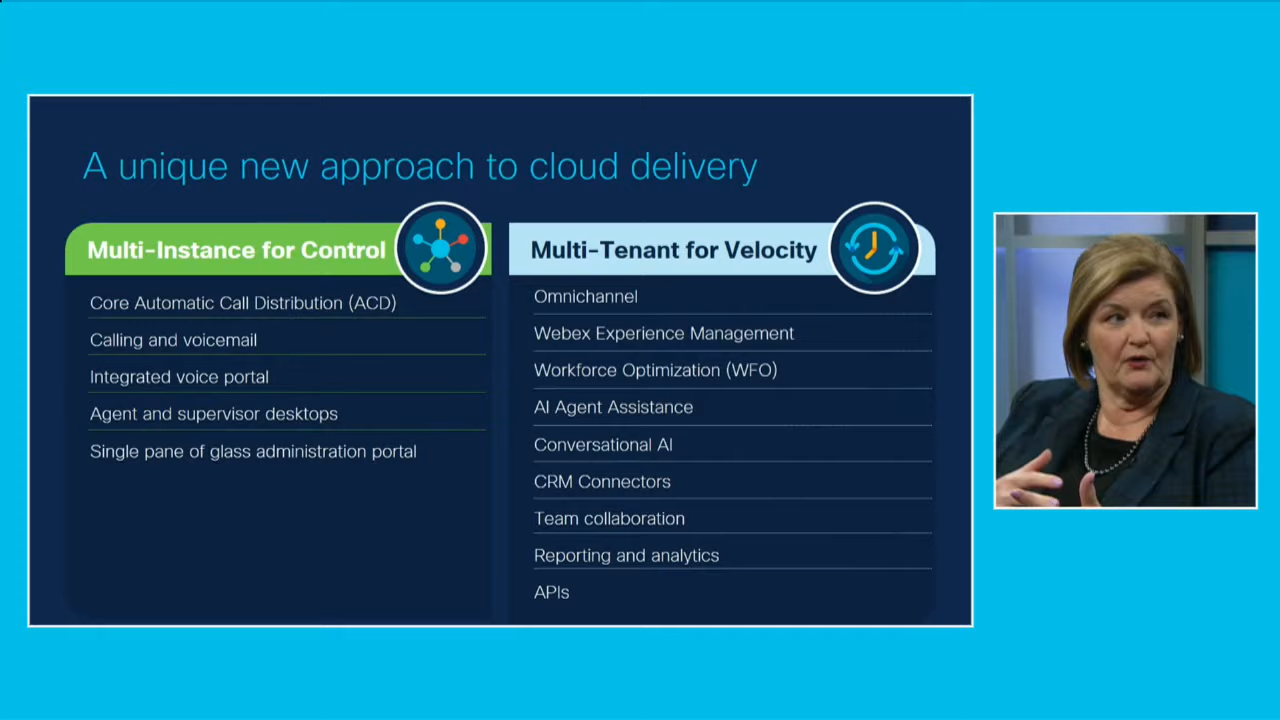 A unique new approach to cloud delivery
Multi-Instance for Control
Core Automatic Call Distribution (ACD)
Calling and voicemail
Integrated voice portal
Agent and supervisor desktops
Single pane of glass administration portal
Multi-Tenant for Velocity
Omnichannel
Webex Experience Management
Workforce Optimization (WFO)
AI Agent Assistance
Conversational AI
CRM Connectors
Team collaboration
Reporting and analytics
APIs